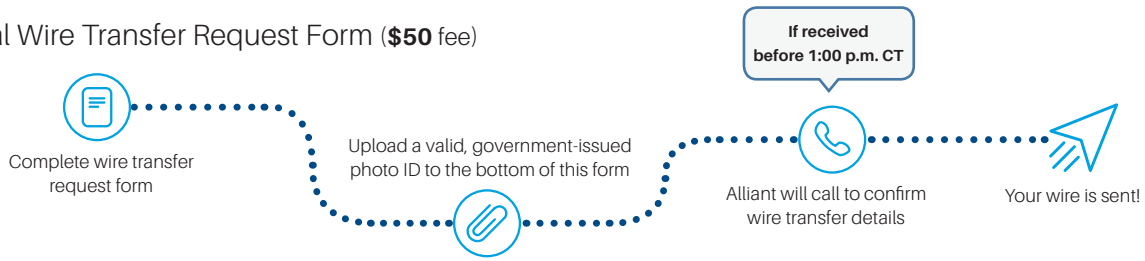 Wire Transfer Request Form ($50 fee)
If received
before 1:00 p.m. CT
Complete wire transfer
request form
Upload a valid, government-issued
photo ID to the bottom of this form
Alliant will call to confirm
wire transfer details
Your wire is sent!